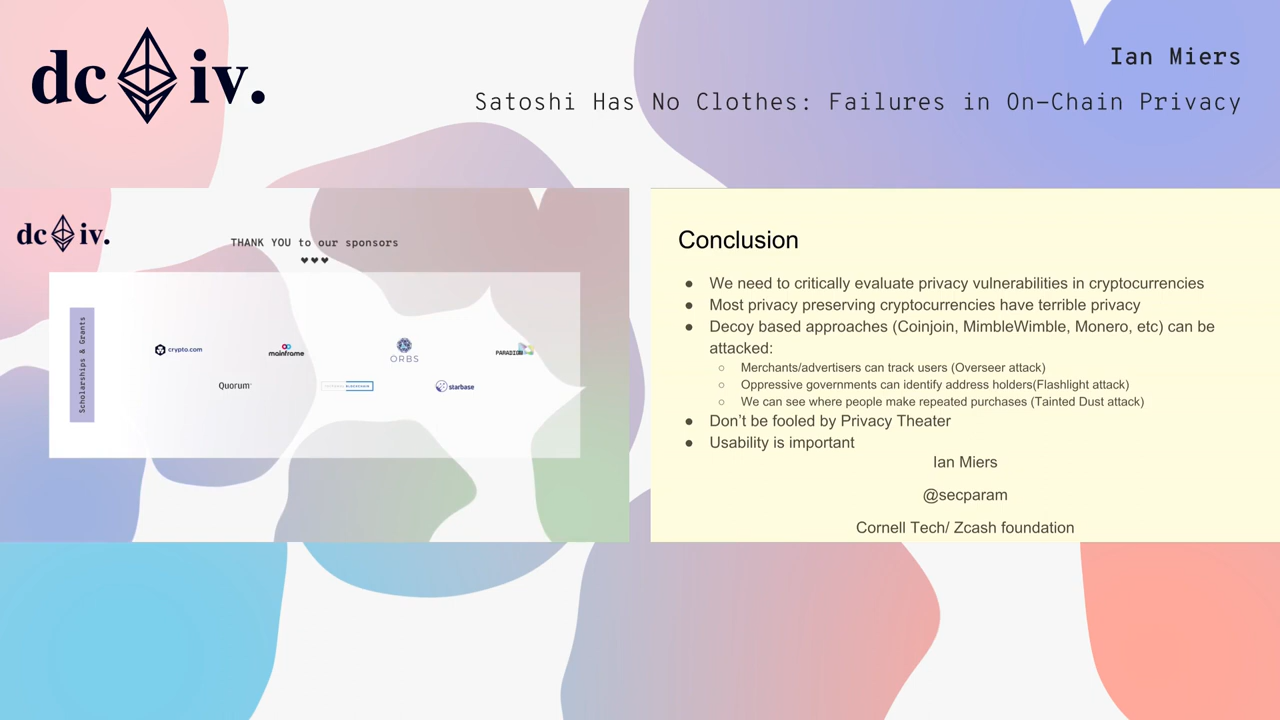 dc iv.
Ian Miers
Satoshi Has No Clothes: Failures in On-Chain Privacy
dc iv.
THANK YOU to our sponsors
♥♥♥
Scholarships & Grants
crypto.com
mainframe
ORBS
PARADIGM
Quorum
starbase
Conclusion
● We need to critically evaluate privacy vulnerabilities in cryptocurrencies
● Most privacy preserving cryptocurrencies have terrible privacy
● Decoy based approaches (Coinjoin, MimbleWimble, Monero, etc) can be
attacked:
○ Merchants/advertisers can track users (Overseer attack)
○ Oppressive governments can identify address holders(Flashlight attack)
○ We can see where people make repeated purchases (Tainted Dust attack)
● Don't be fooled by Privacy Theater
● Usability is important
Ian Miers
@secparam
Cornell Tech/ Zcash foundation